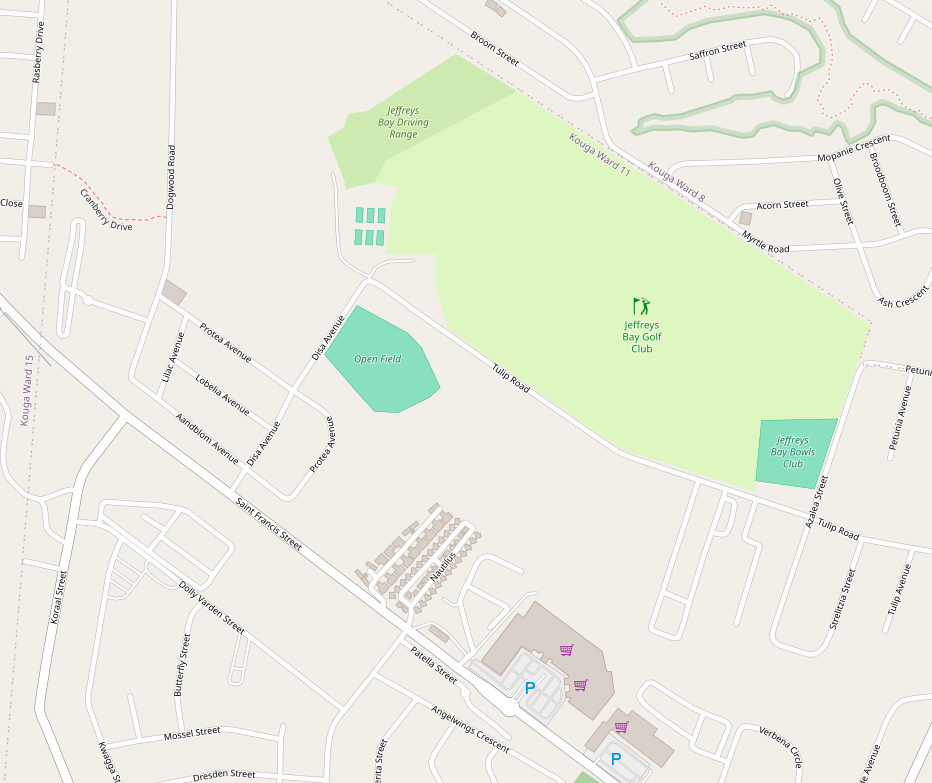 Rasberry Drive
Broom Street
Saffron Street
Jeffreys
Bay Driving
Range
Kouga Ward 11
Kouga Ward 8
Mopanie Crescent
Broodboom Street
Olive Street
Acorn Street
Myrtle Road
Ash Crescent
Dogwood Road
Close
Cranberry Drive
Jeffreys
Bay Golf
Club
Kouga Ward 15
Protea Avenue
Lilac Avenue
Lobelia Avenue
Aandblom Avenue
Disa Avenue
Disa Avenue
Protea Avenue
Open Field
Tulip Road
Petunia Avenue
Jeffreys
Bay Bowls
Club
Azalea Street
Tulip Road
Saint Francis Street
Nautilus
Koraal Street
Dolly Varden Street
Butterfly Street
Strelitzia Street
Tulip Avenue
Patella Street
P
P
Angelwings Crescent
Mossel Street
Dresden Street
Verbena Circle